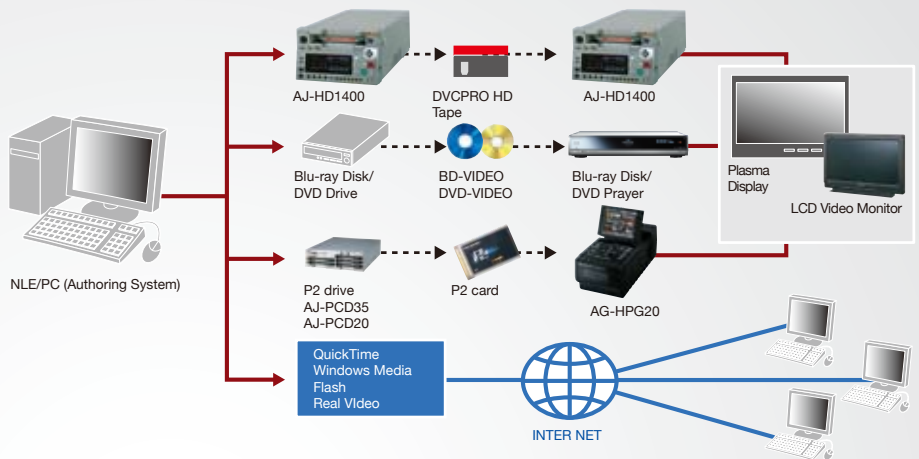 AJ-HD1400
DVCPRO HD
Tape
AJ-HD1400
Blu-ray Disk/
DVD Drive
BD-VIDEO
DVD-VIDEO
Blu-ray Disk/
DVD Prayer
Plasma
Display
LCD Video Monitor
NLE/PC (Authoring System)
P2 drive
AJ-PCD35
AJ-PCD20
P2 card
AG-HPG20
QuickTime
Windows Media
Flash
Real VIdeo
INTER NET